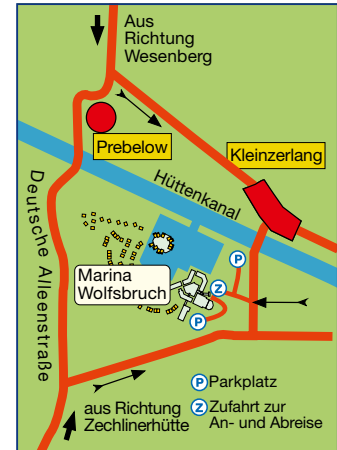 Aus
Richtung
Wesenberg
Prebelow
Kleinzerlang
Hüttenkanal
Deutsche Alleenstraße
Marina
Wolfsbruch
P
Z
P
P Parkplatz
Z Zufahrt zur
An- und Abreise
aus Richtung
Zechlinerhütte